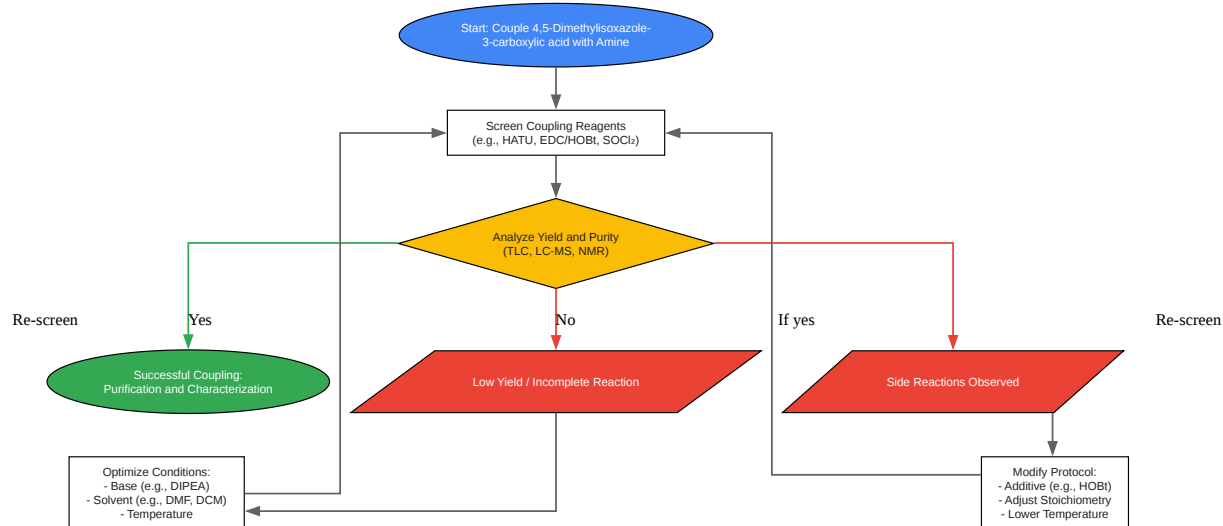 Start: Couple 4,5-Dimethylisoxazole-
3-carboxylic acid with Amine
Screen Coupling Reagents
(e.g., HATU, EDC/HOBt, SOCl₂)
Analyze Yield and Purity
(TLC, LC-MS, NMR)
Re-screen
Yes
No
If yes
Re-screen
Successful Coupling:
Purification and Characterization
Low Yield / Incomplete Reaction
Side Reactions Observed
Optimize Conditions:
- Base (e.g., DIPEA)
- Solvent (e.g., DMF, DCM)
- Temperature
Modify Protocol:
- Additive (e.g., HOBt)
- Adjust Stoichiometry
- Lower Temperature